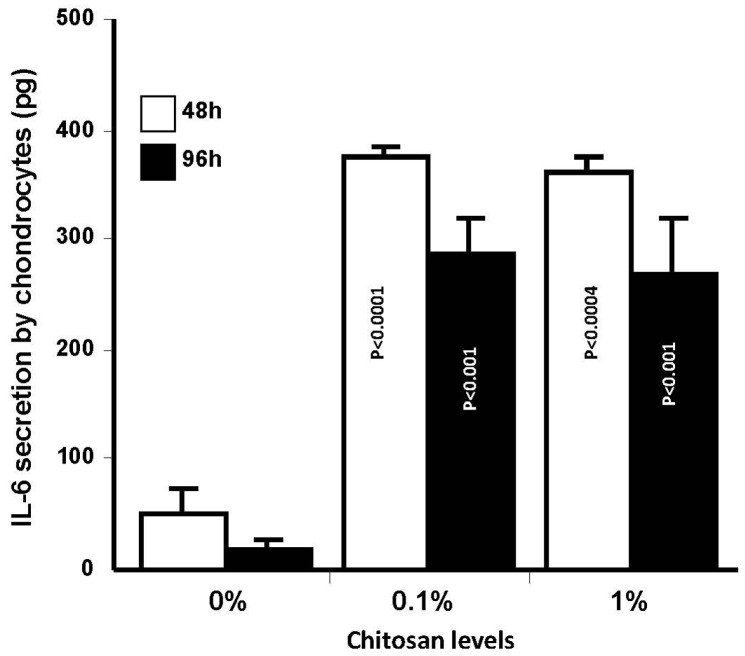 IL-6 secretion by chondrocytes (pg)
500
400
300
200
100
0
48h
96h
P<0.0001
P<0.001
P<0.0004
P<0.001
0%
0.1%
1%
Chitosan levels